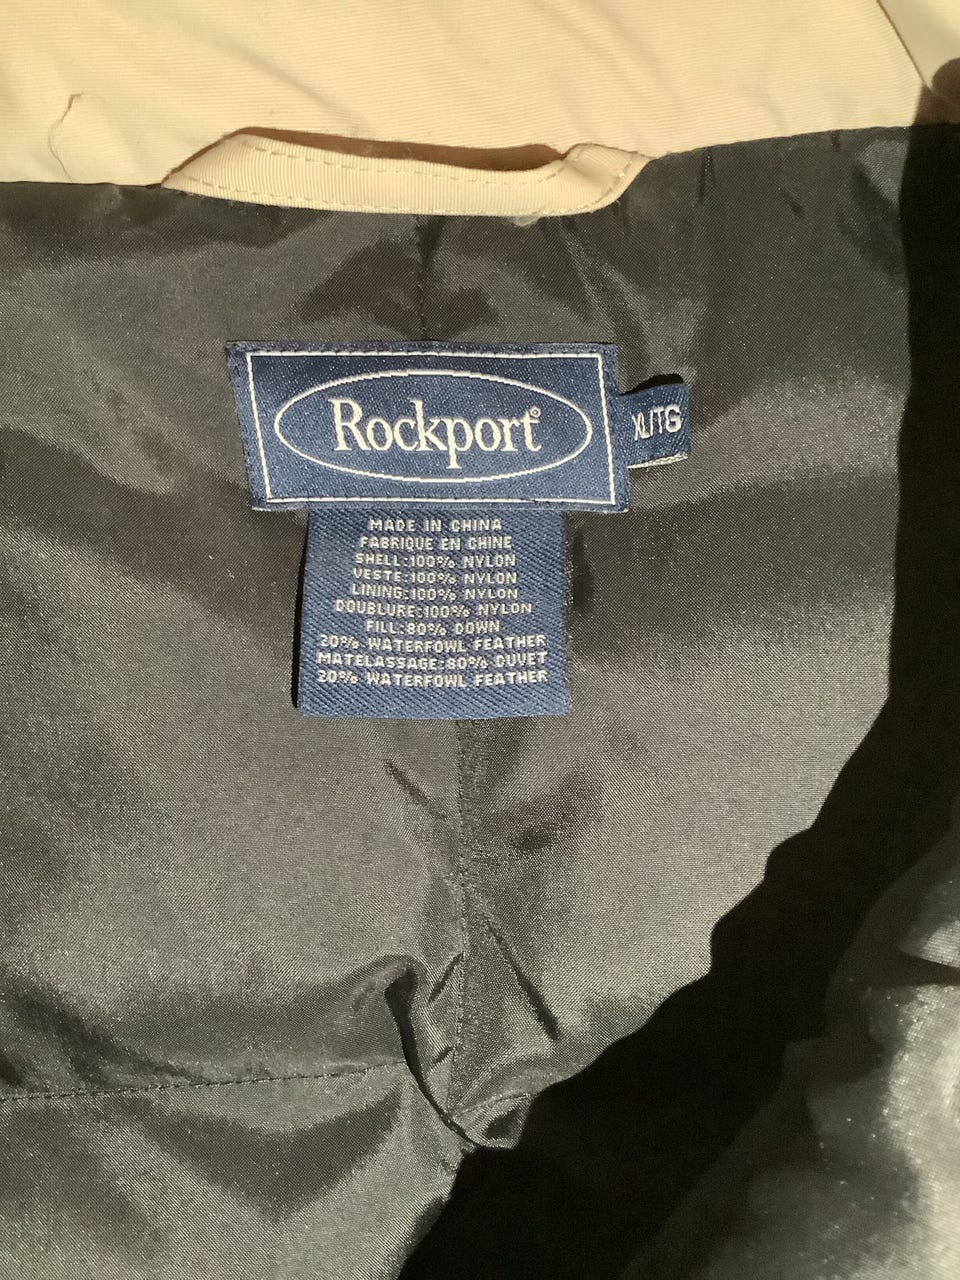 Rockport®
XL/TG
MADE IN CHINA
FABRIQUE EN CHINE
SHELL:100% NYLON
VESTE:100% NYLON
LINING:100% NYLON
DOUBLURE:100% NYLON
FILL:80% DOWN
20% WATERFOWL FEATHER
MATELASSAGE:80% DUVET
20% WATERFOWL FEATHER